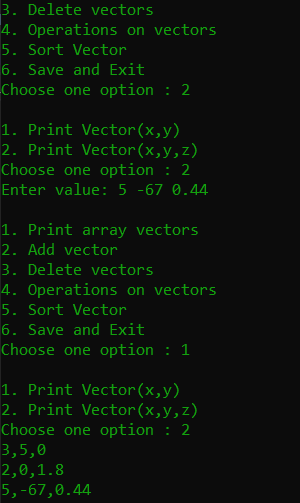 3. Delete vectors
4. Operations on vectors
5. Sort Vector
6. Save and Exit
Choose one option : 2
1. Print Vector(x,y)
2. Print Vector(x,y,z)
Choose one option : 2
Enter value: 5 -67 0.44
1. Print array vectors
2. Add vector
3. Delete vectors
4. Operations on vectors
5. Sort Vector
6. Save and Exit
Choose one option : 1
1. Print Vector(x,y)
2. Print Vector(x,y,z)
Choose one option : 2
3,5,0
2,0,1.8
5,-67,0.44